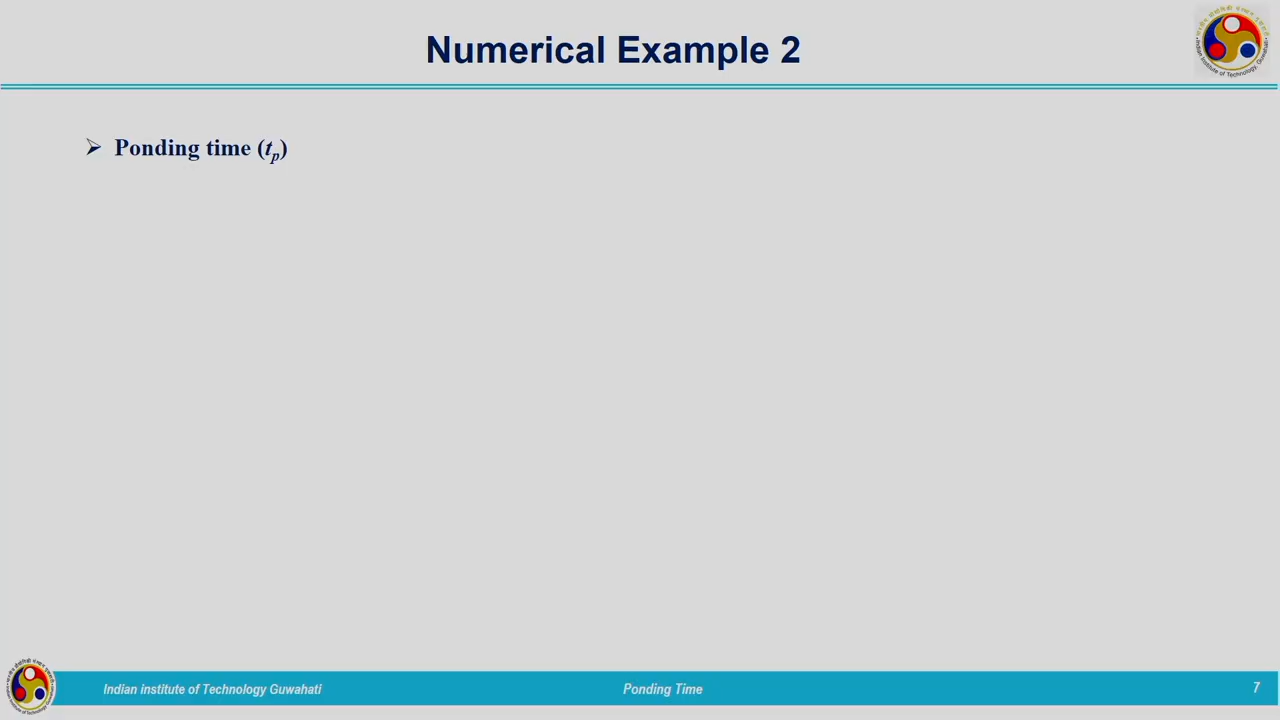 Numerical Example 2
➢ Ponding time (tp)
Indian institute of Technology Guwahati
Ponding Time
7